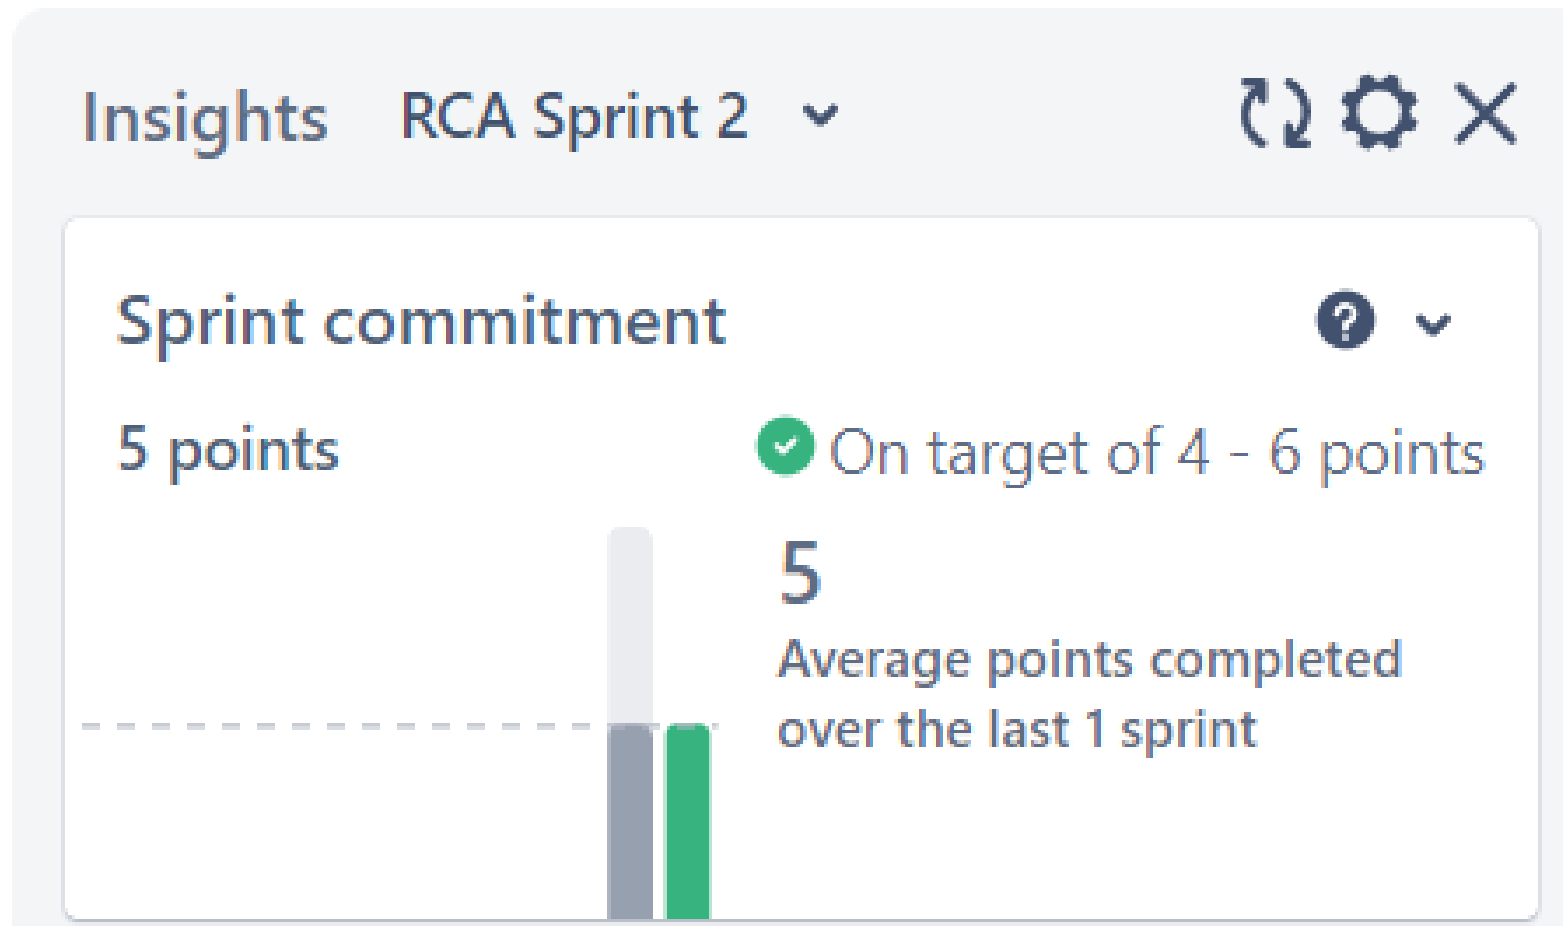 Insights RCA Sprint 2
Sprint commitment
5 points
On target of 4 - 6 points
5
Average points completed
over the last 1 sprint